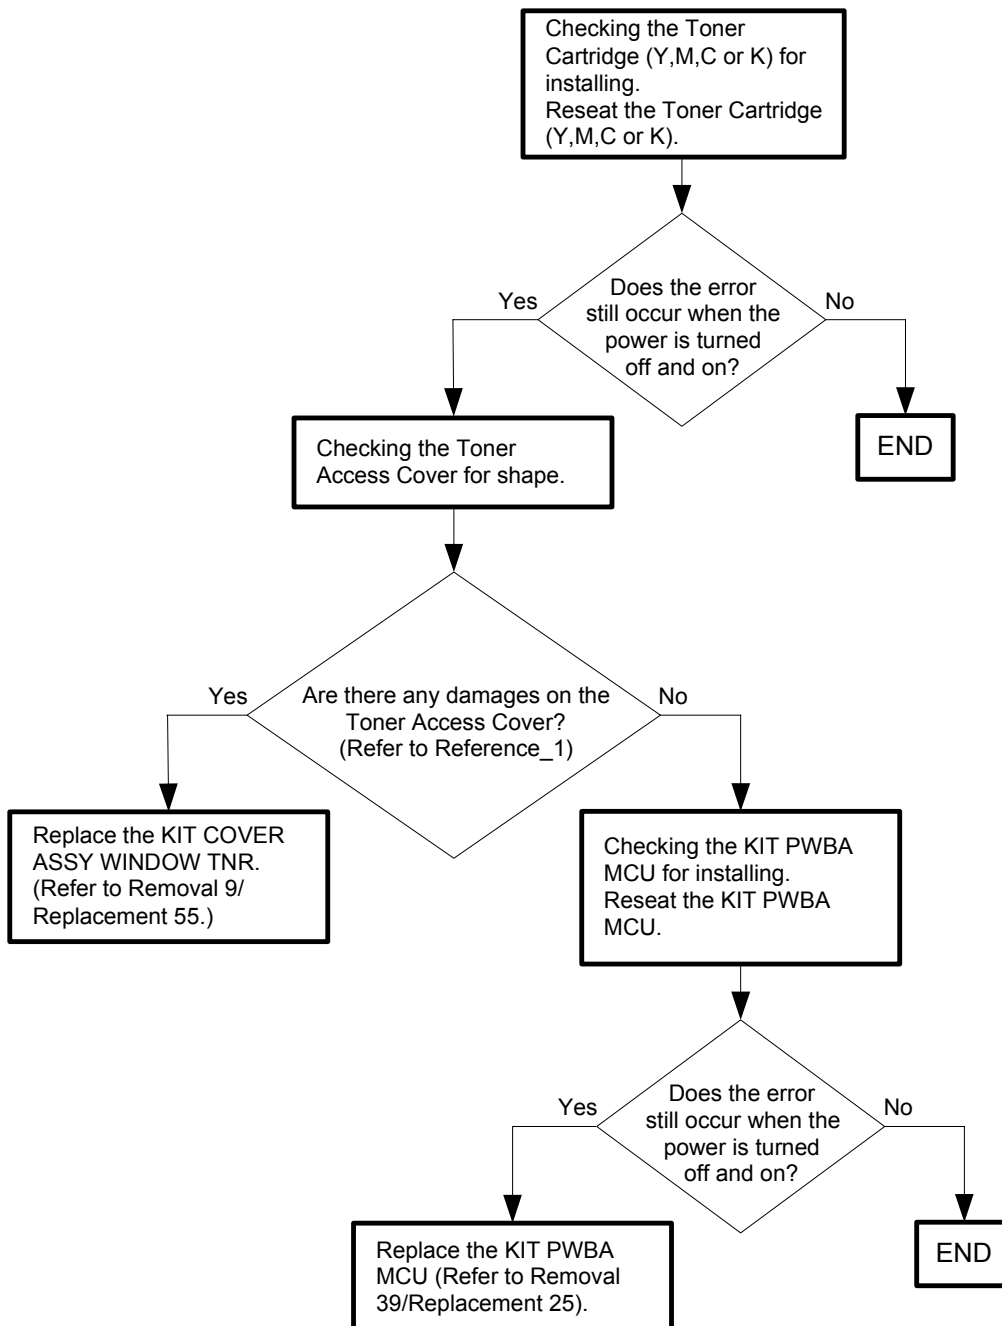 Checking the Toner
Cartridge (Y,M,C or K) for
installing.
Reseat the Toner Cartridge
(Y,M,C or K).
Does the error
still occur when the
power is turned
off and on?
Yes
No
END
Checking the Toner
Access Cover for shape.
Are there any damages on the
Toner Access Cover?
(Refer to Reference_1)
Yes
No
Replace the KIT COVER
ASSY WINDOW TNR.
(Refer to Removal 9/
Replacement 55.)
Checking the KIT PWBA
MCU for installing.
Reseat the KIT PWBA
MCU.
Does the error
still occur when the
power is turned
off and on?
Yes
No
Replace the KIT PWBA
MCU (Refer to Removal
39/Replacement 25).
END